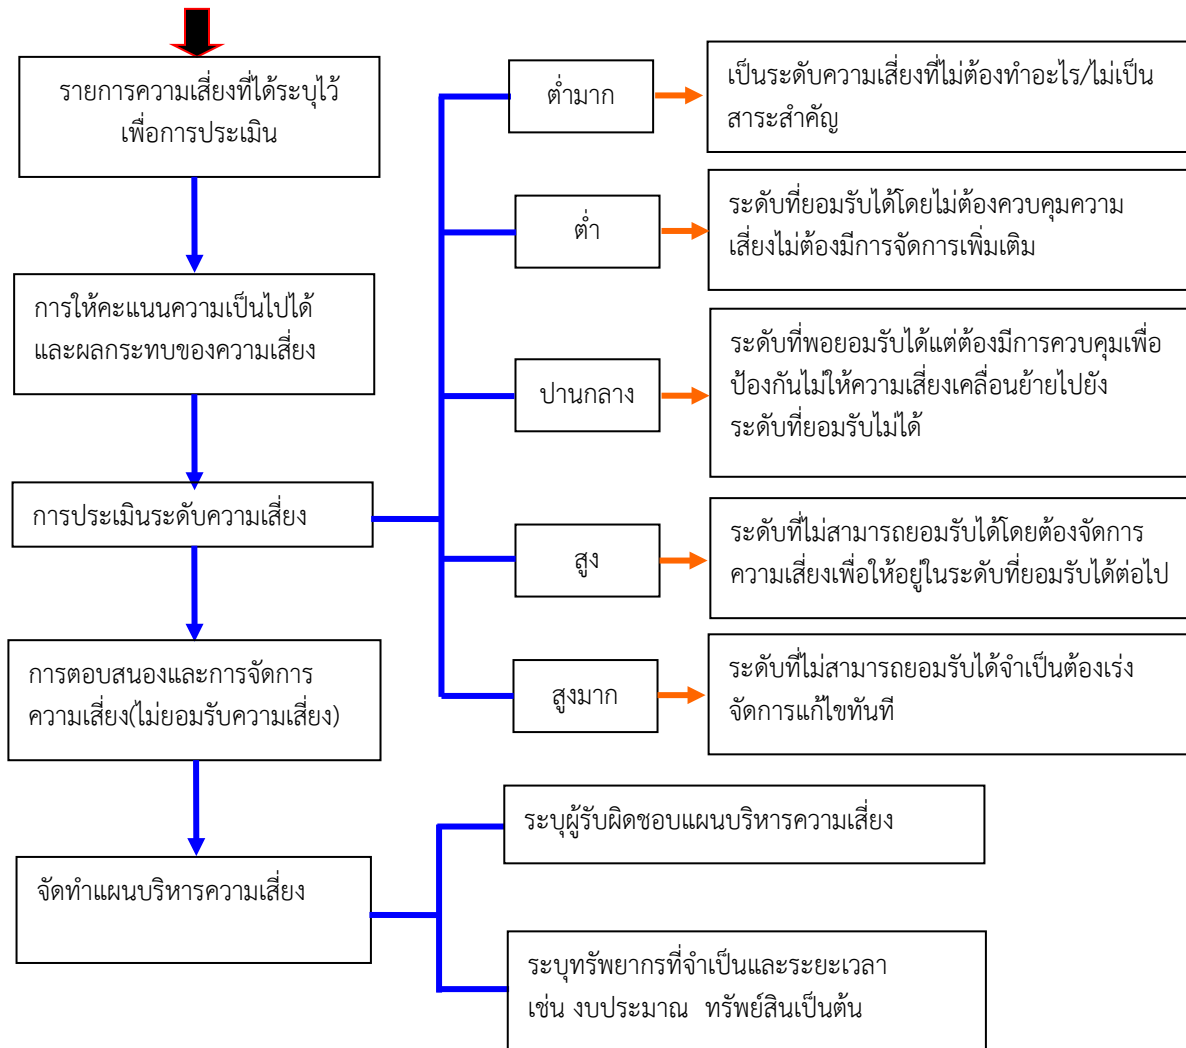 รายการความเสี่ยงที่ได้ระบุไว้
เพื่อการประเมิน
การให้คะแนนความเป็นไปได้
และผลกระทบของความเสี่ยง
การประเมินระดับความเสี่ยง
ต่ำมาก
เป็นระดับความเสี่ยงที่ไม่ต้องทำอะไร/ไม่เป็น
สาระสำคัญ
ต่ำ
ระดับที่ยอมรับได้โดยไม่ต้องควบคุมความ
เสี่ยงไม่ต้องมีการจัดการเพิ่มเติม
ปานกลาง
ระดับที่พอยอมรับได้แต่ต้องมีการควบคุมเพื่อ
ป้องกันไม่ให้ความเสี่ยงเคลื่อนย้ายไปยัง
ระดับที่ยอมรับไม่ได้
สูง
ระดับที่ไม่สามารถยอมรับได้โดยต้องจัดการ
ความเสี่ยงเพื่อให้อยู่ในระดับที่ยอมรับได้ต่อไป
สูงมาก
ระดับที่ไม่สามารถยอมรับได้จำเป็นต้องเร่ง
จัดการแก้ไขทันที
การตอบสนองและการจัดการ
ความเสี่ยง(ไม่ยอมรับความเสี่ยง)
จัดทำแผนบริหารความเสี่ยง
ระบุผู้รับผิดชอบแผนบริหารความเสี่ยง
ระบุทรัพยากรที่จำเป็นและระยะเวลา
เช่น งบประมาณ  ทรัพย์สินเป็นต้น